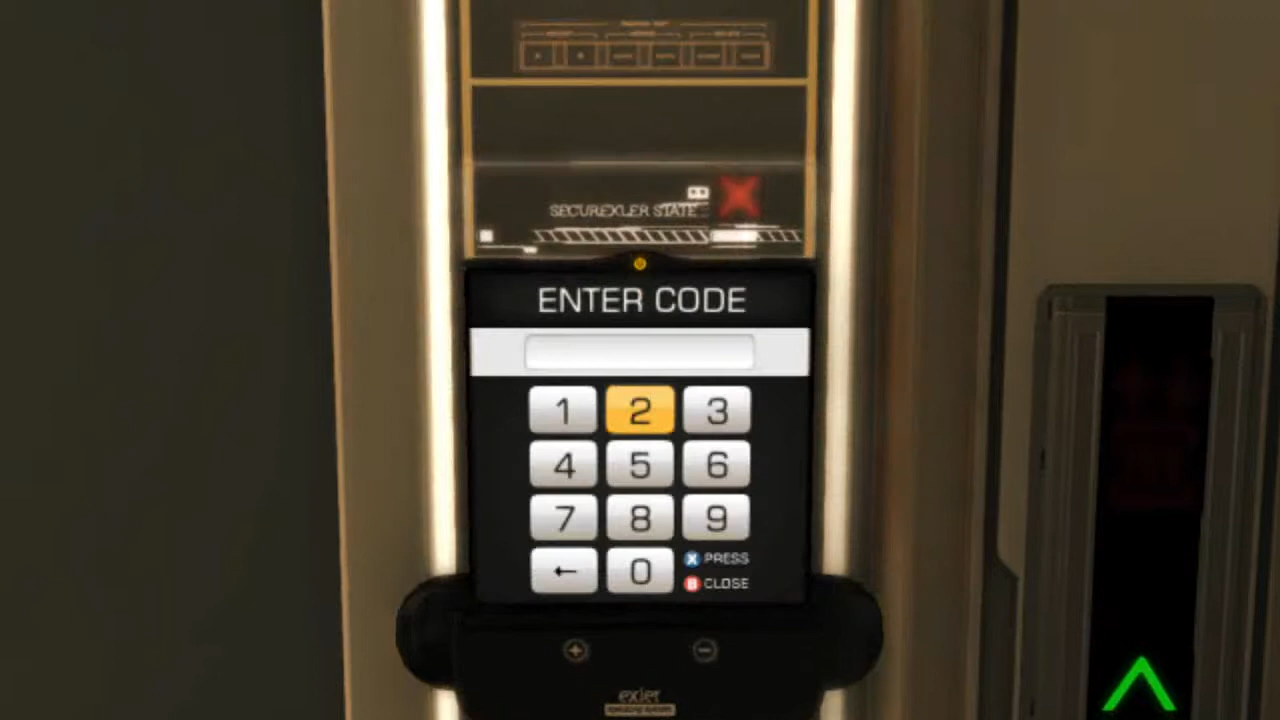 SECUREXLER STATE
ENTER CODE
1 2 3
4 5 6
7 8 9
← 0
X PRESS
B CLOSE
exler